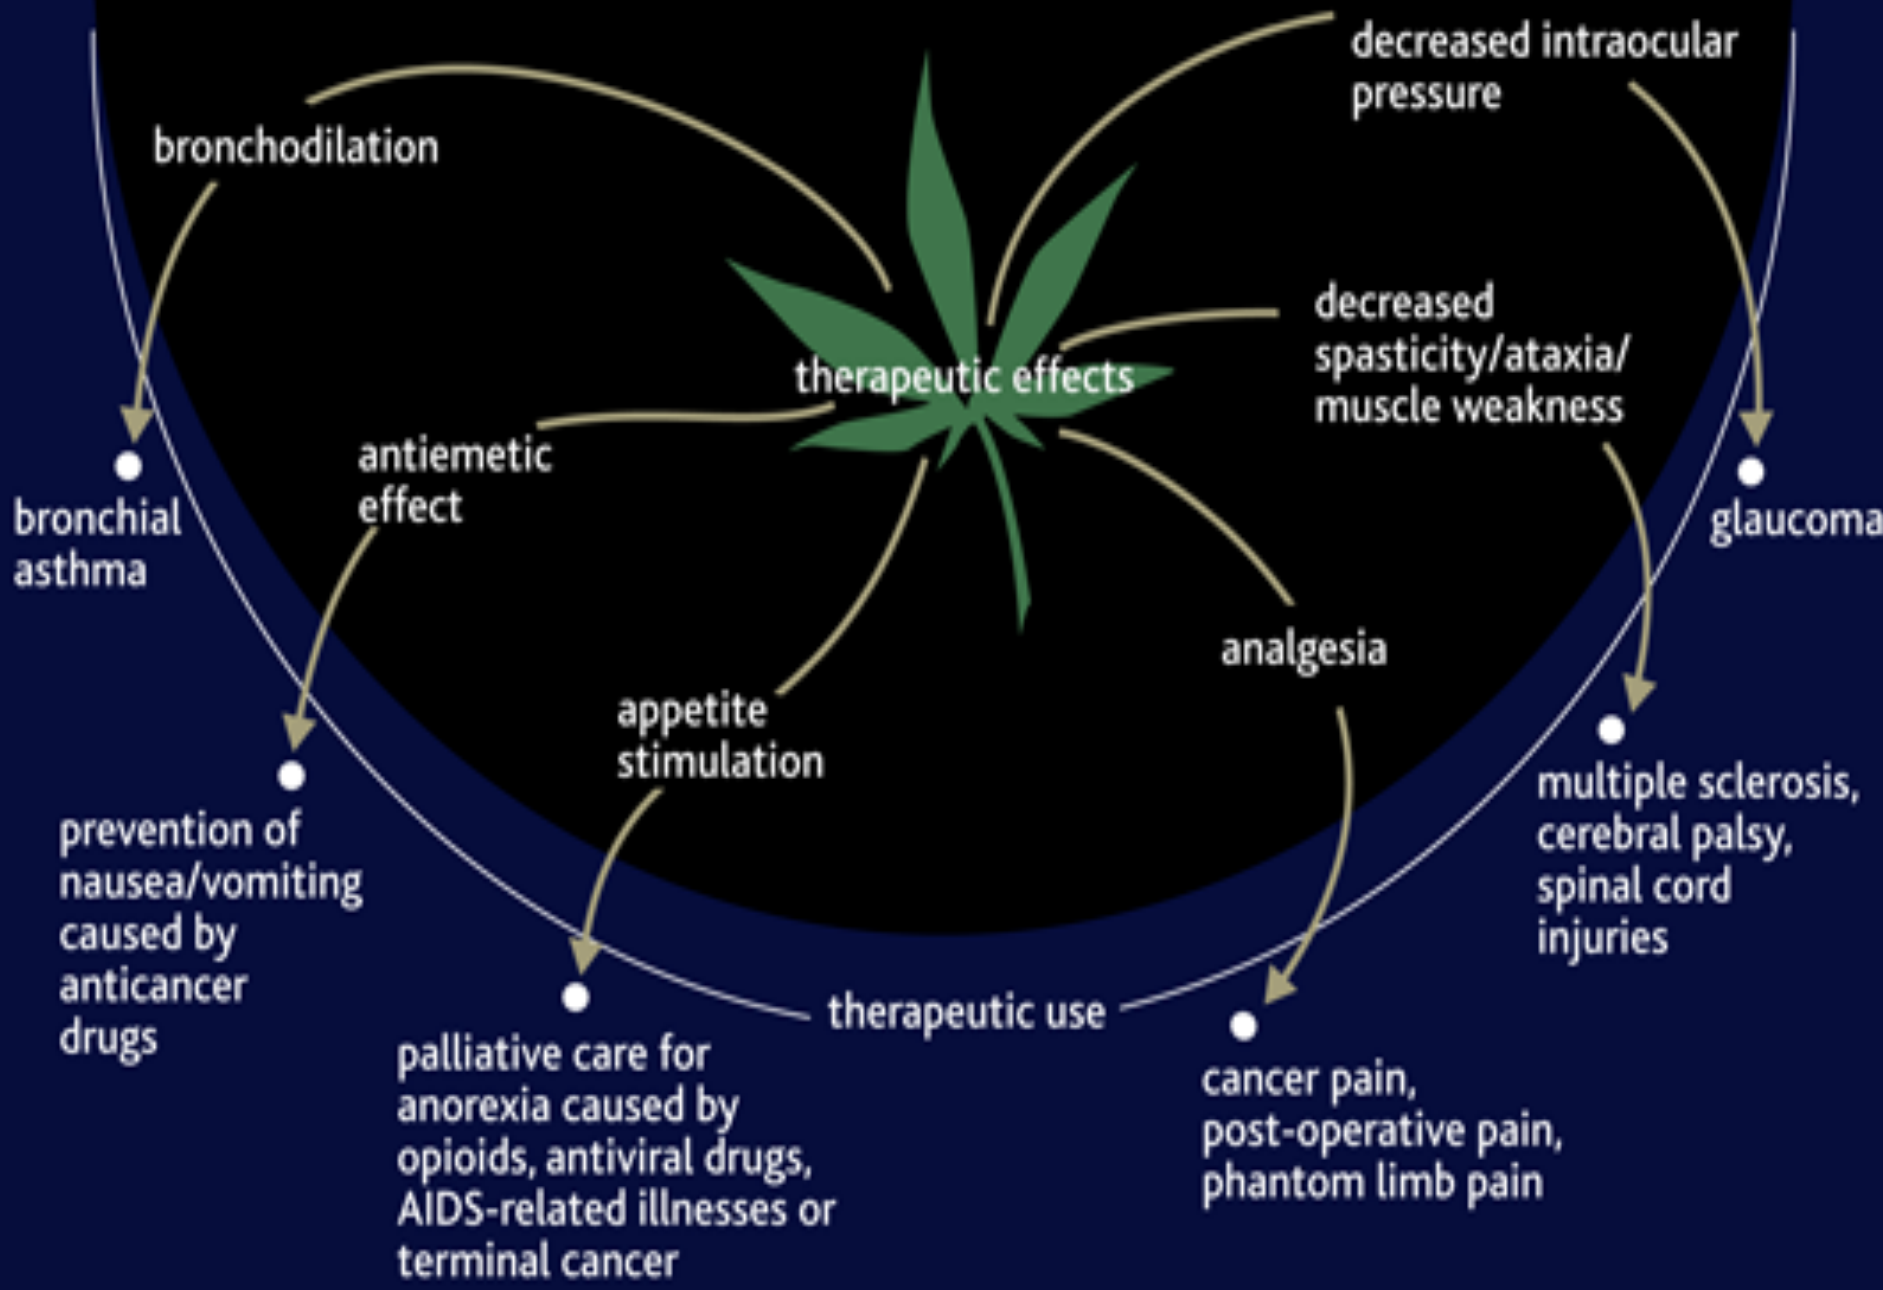 decreased intraocular
pressure
bronchodilation
decreased
spasticity/ataxia/
muscle weakness
therapeutic effects
antiemetic
effect
bronchial
asthma
glaucoma
analgesia
appetite
stimulation
multiple sclerosis,
cerebral palsy,
spinal cord
injuries
prevention of
nausea/vomiting
caused by
anticancer
drugs
therapeutic use
palliative care for
anorexia caused by
opioids, antiviral drugs,
AIDS-related illnesses or
terminal cancer
cancer pain,
post-operative pain,
phantom limb pain